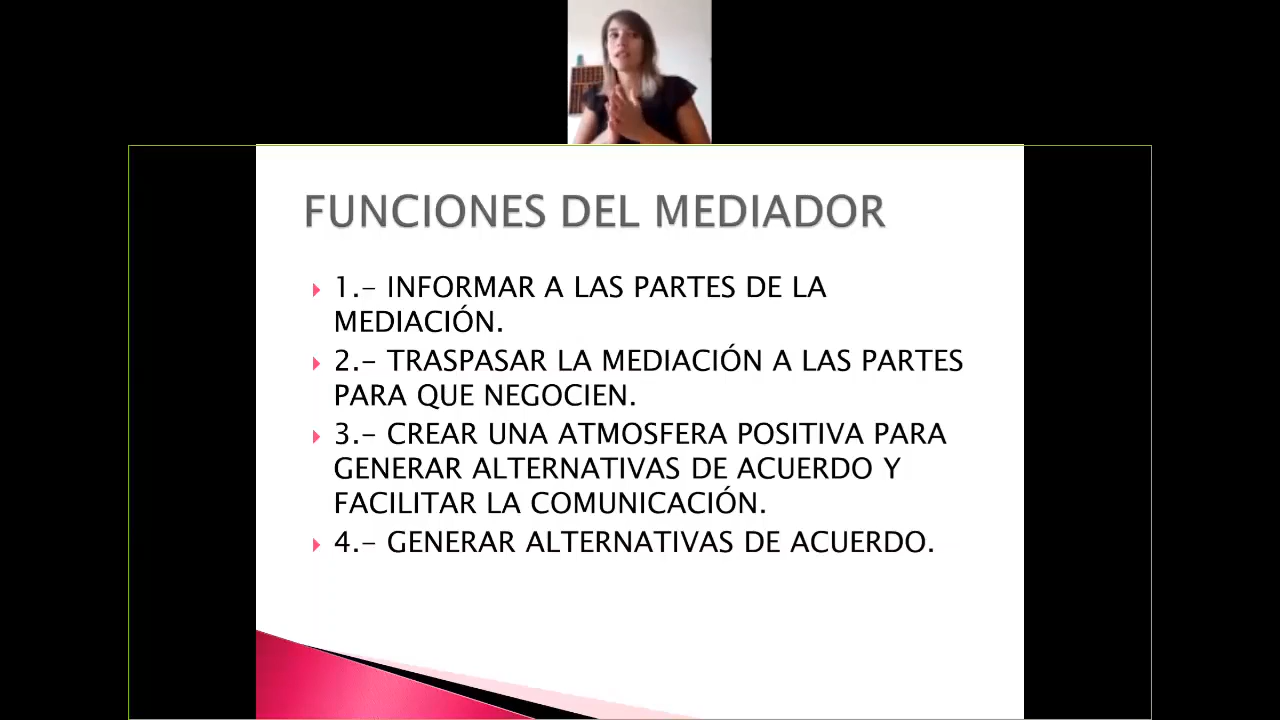 FUNCIONES DEL MEDIADOR
1.- INFORMAR A LAS PARTES DE LA
MEDIACIÓN.
2.- TRASPASAR LA MEDIACIÓN A LAS PARTES
PARA QUE NEGOCIEN.
3.- CREAR UNA ATMOSFERA POSITIVA PARA
GENERAR ALTERNATIVAS DE ACUERDO Y
FACILITAR LA COMUNICACIÓN.
4.- GENERAR ALTERNATIVAS DE ACUERDO.